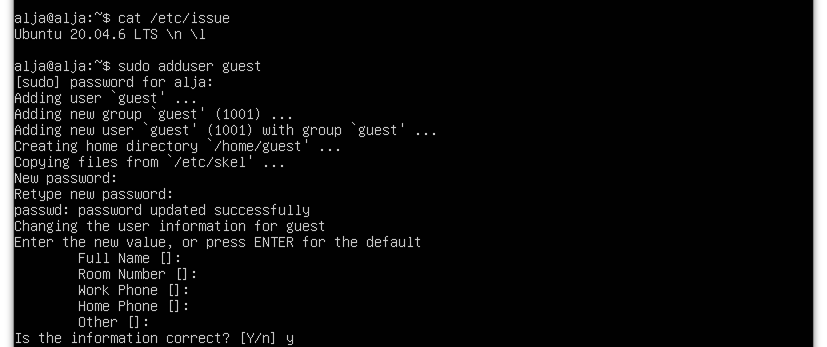 alja@alja:~$ cat /etc/issue
Ubuntu 20.04.6 LTS \n \l
alja@alja:~$ sudo adduser guest
[sudo] password for alja:
Adding user `guest' ...
Adding new group `guest' (1001) ...
Adding new user `guest' (1001) with group `guest' ...
Creating home directory `/home/guest' ...
Copying files from `/etc/skel' ...
New password:
Retype new password:
passwd: password updated successfully
Changing the user information for guest
Enter the new value, or press ENTER for the default
Full Name []:
Room Number []:
Work Phone []:
Home Phone []:
Other []:
Is the information correct? [Y/n] y